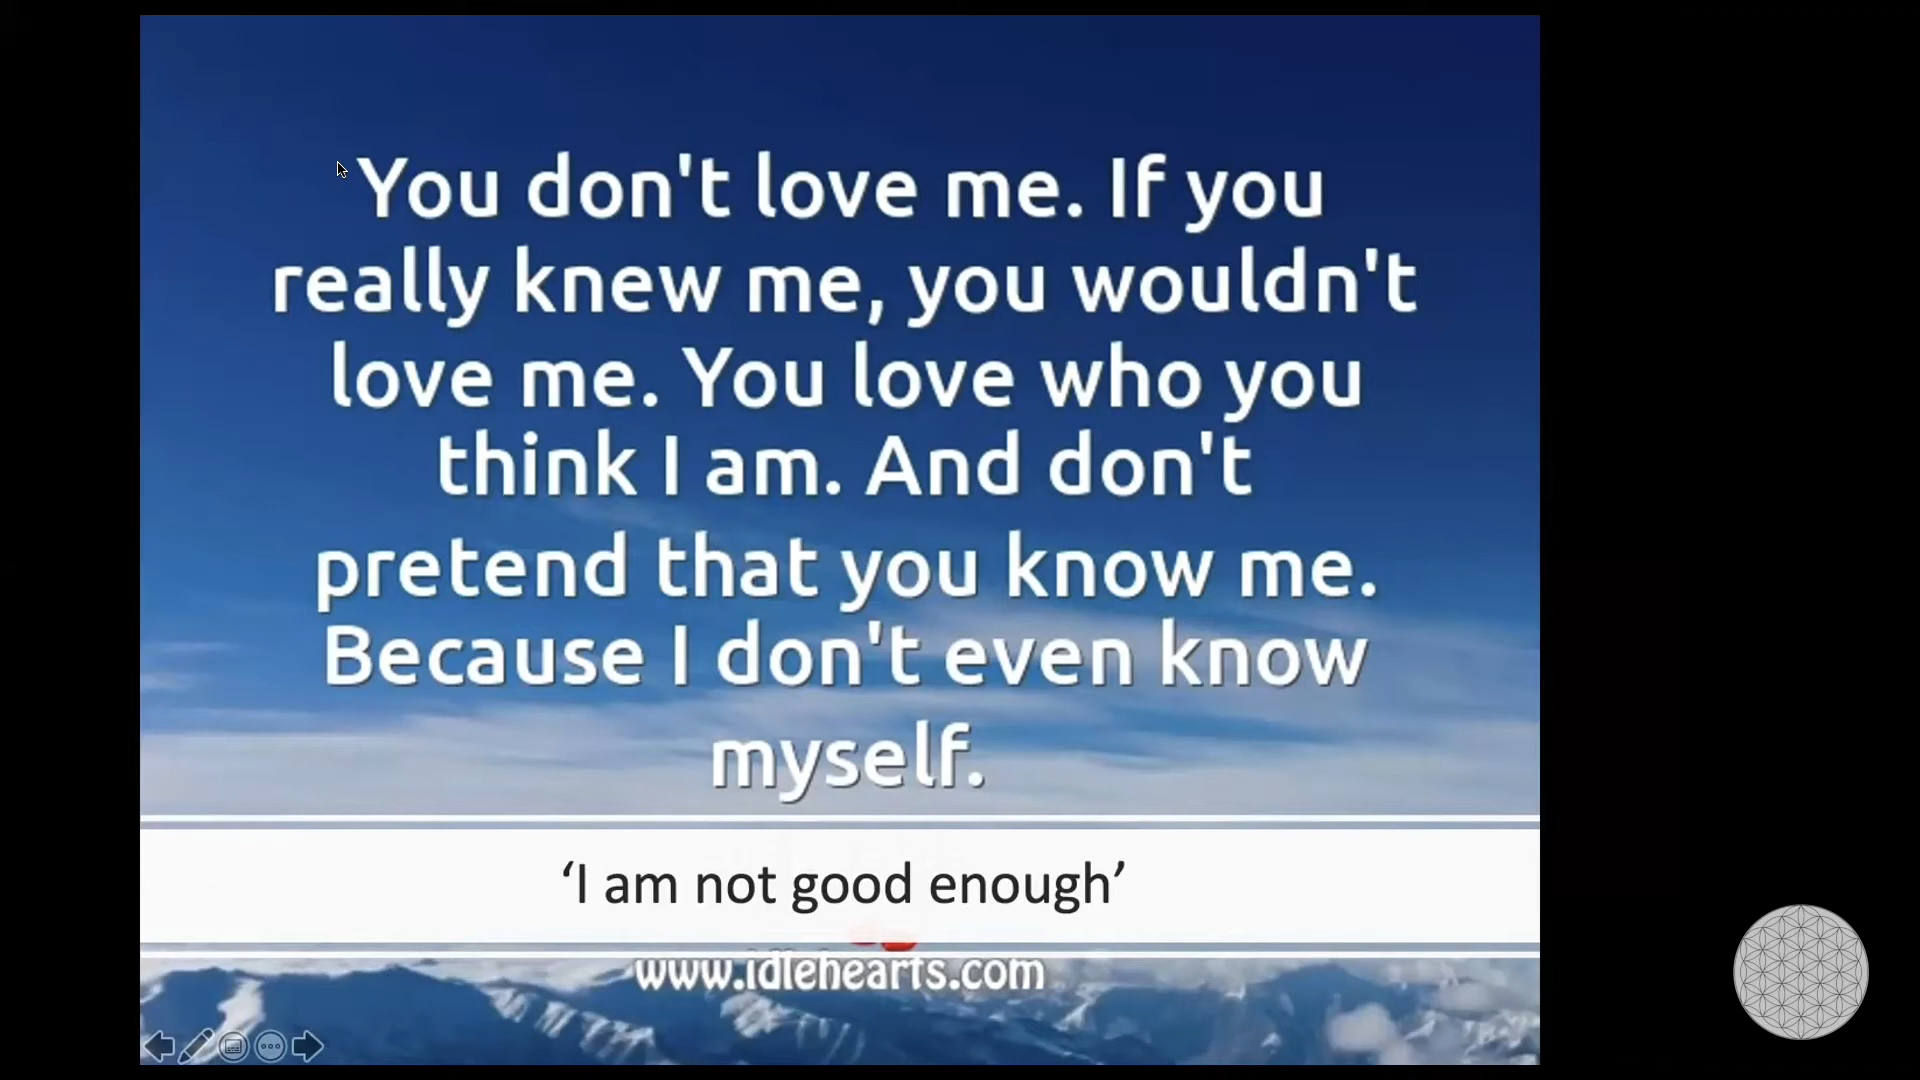 You don't love me. If you
really knew me, you wouldn't
love me. You love who you
think I am. And don't
pretend that you know me.
Because I don't even know
myself.
‘I am not good enough’
www.idlehearts.com